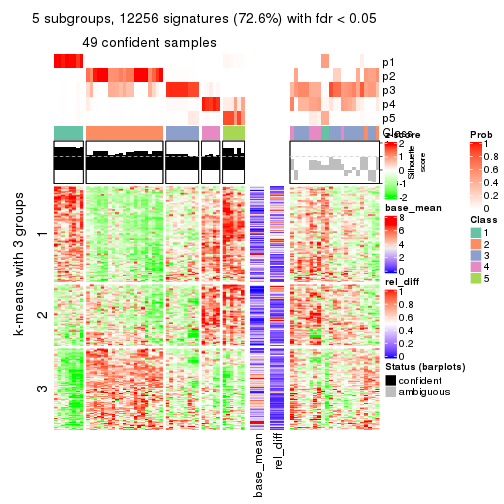 5 subgroups, 12256 signatures (72.6%) with fdr < 0.05
49 confident samples
p1
p2
p3
p4
p5
Class
Silhouette
score
k-means with 3 groups
1
2
3
base_mean
rel_diff
z-score
2
1
0
-1
-2
base_mean
8
6
4
2
0
rel_diff
1
0.8
0.6
0.4
0.2
0
Status (barplots)
confident
ambiguous
Prob
1
0.8
0.6
0.4
0.2
0
Class
1
2
3
4
5